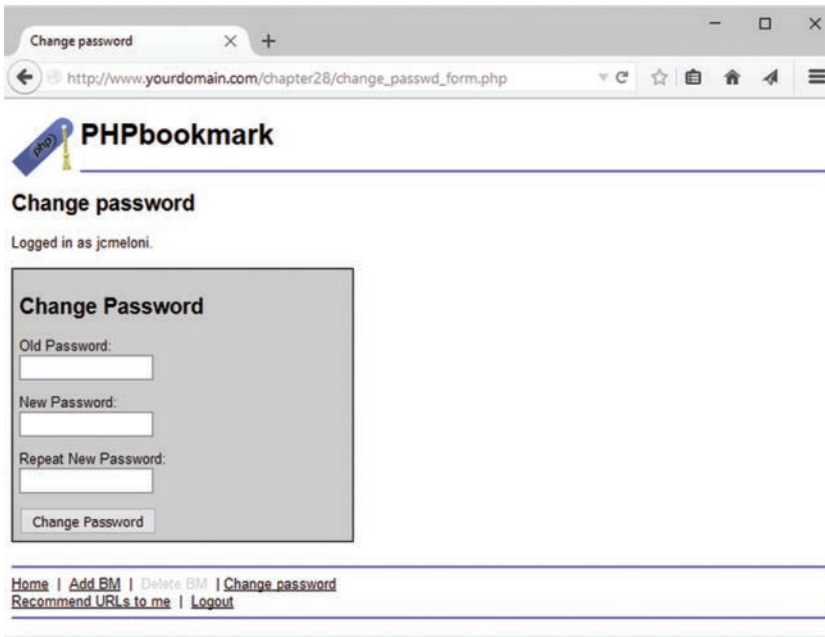 Change password
http://www.yourdomain.com/chapter28/change_passwd_form.php
php
PHPbookmark
Change password
Logged in as jcmeloni.
Change Password
Old Password:
New Password:
Repeat New Password:
Change Password
Home | Add BM | Delete BM | Change password
Recommend URLs to me | Logout